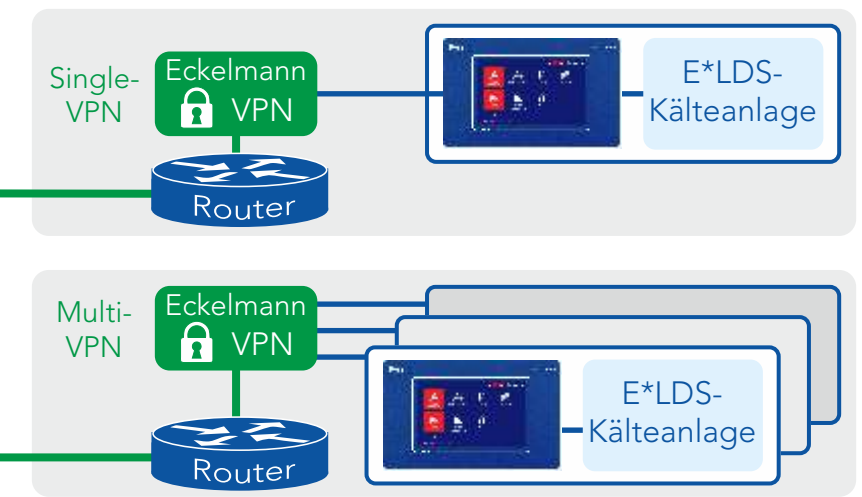 Single-
VPN
Eckelmann
VPN
E*LDS-
Kälteanlage
Router
Multi-
VPN
Eckelmann
VPN
E*LDS-
Kälteanlage
Router